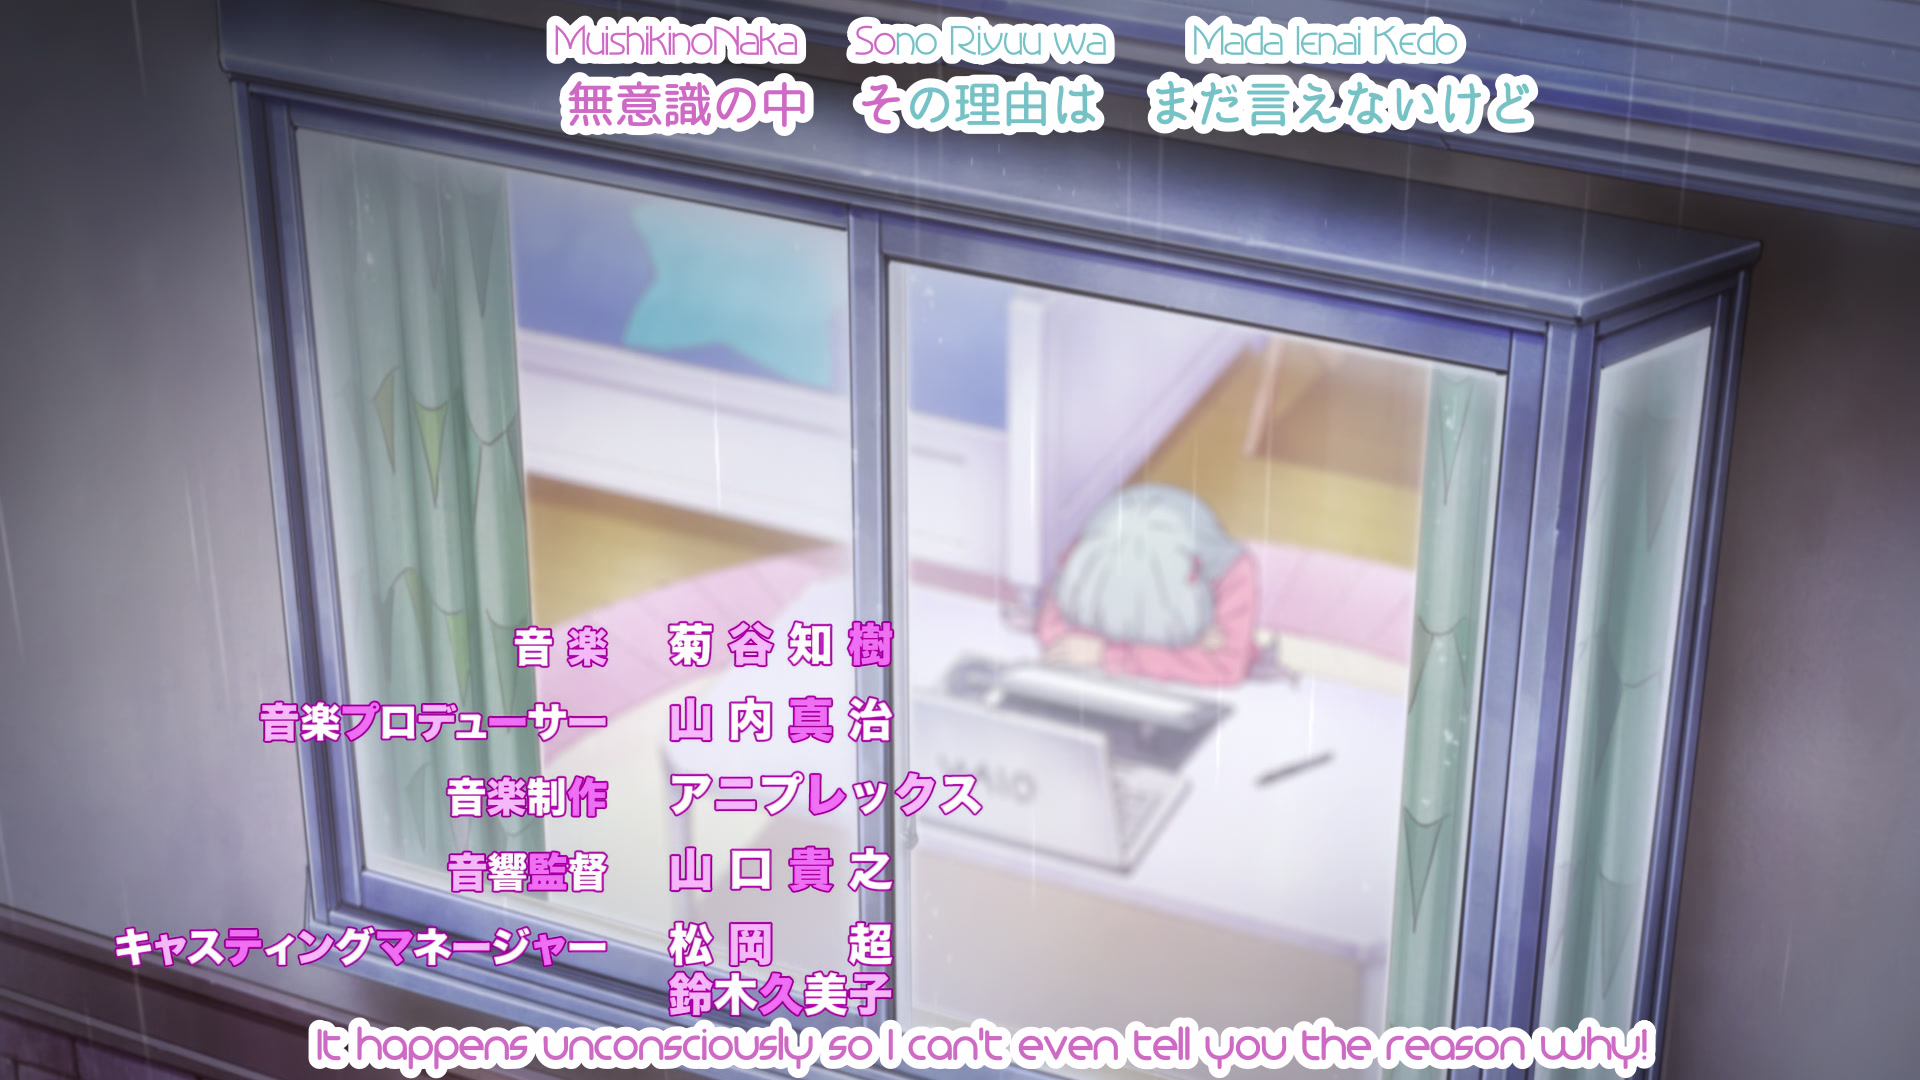 MuishikinoNaka Sono Riyuu wa Mada Ienai Kedo
無意識の中 その理由は まだ言えないけど
音楽 菊谷知樹
音楽プロデューサー 山内真治
音楽制作 アニプレックス
音響監督 山口貴之
キャスティングマネージャー 松岡 超
鈴木久美子
VAIO
It happens unconsciously so I can't even tell you the reason why!